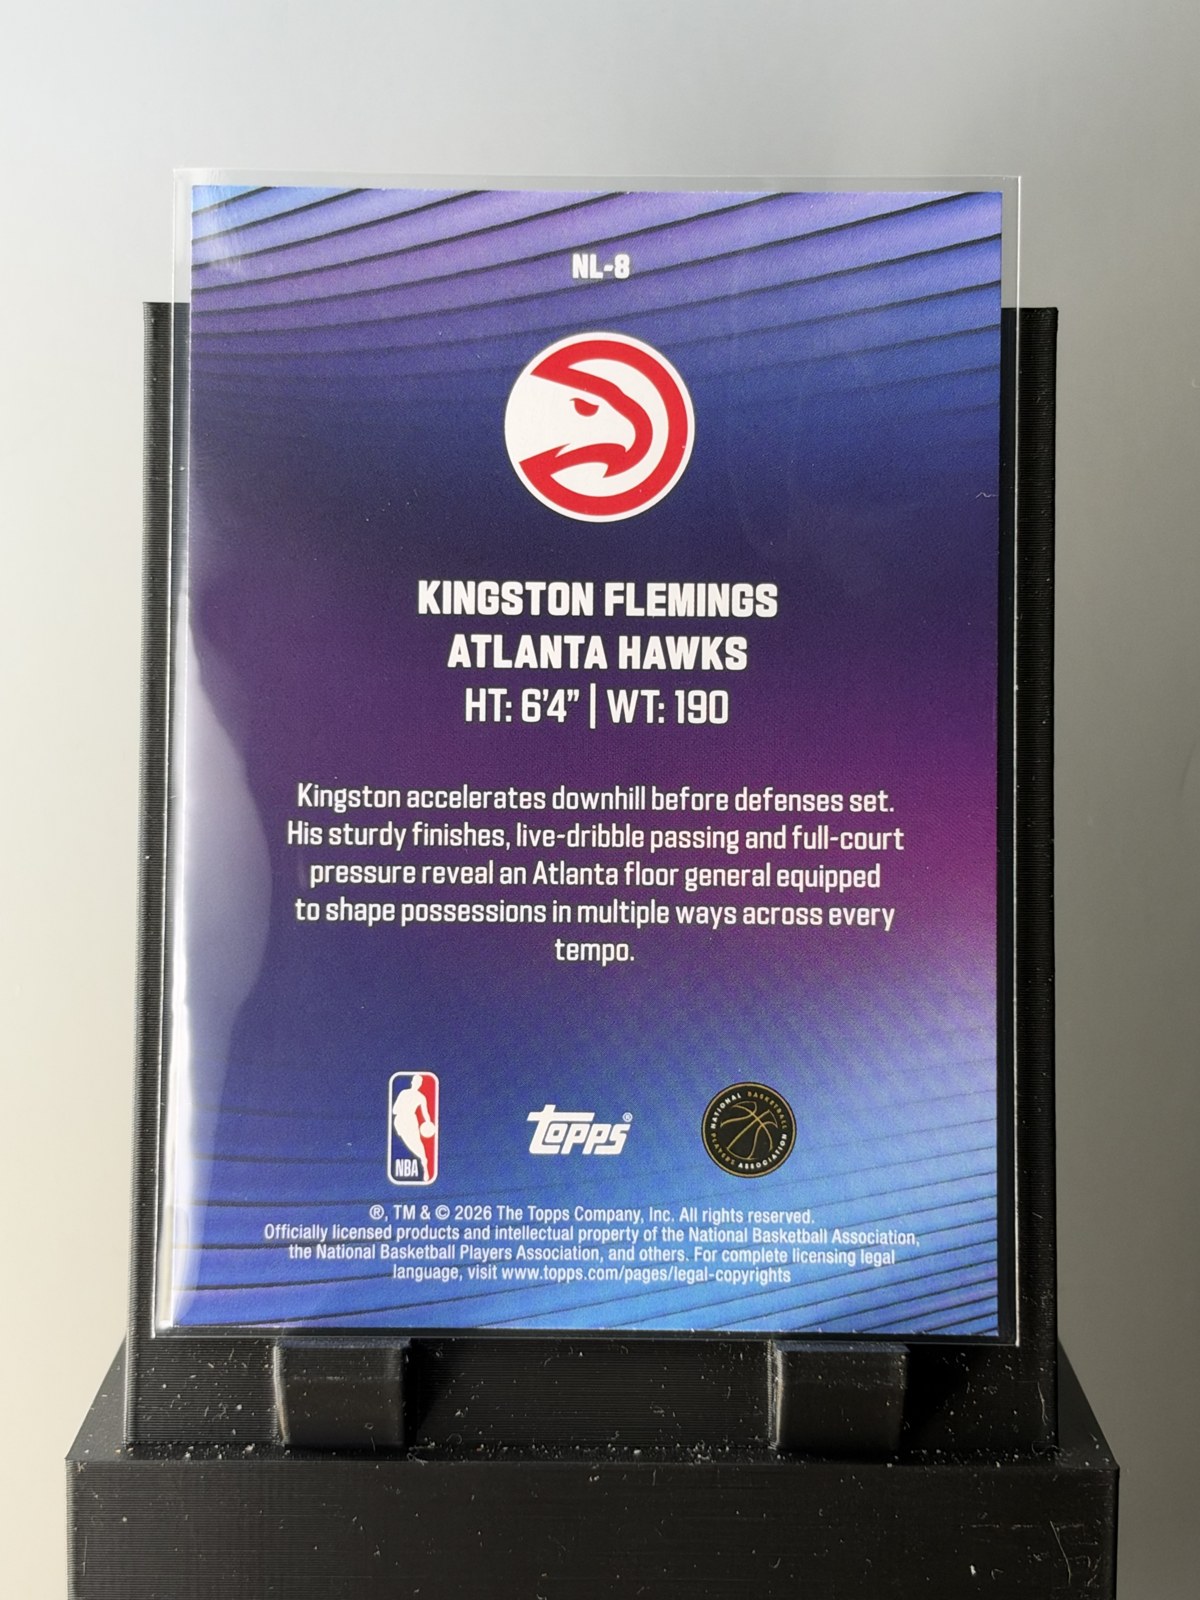 NL-8
KINGSTON FLEMINGS
ATLANTA HAWKS
HT: 6'4" | WT: 190
Kingston accelerates downhill before defenses set.
His sturdy finishes, live-dribble passing and full-court
pressure reveal an Atlanta floor general equipped
to shape possessions in multiple ways across every
tempo.
NBA
topps®
NATIONAL BASKETBALL PLAYERS ASSOCIATION
®, TM & © 2026 The Topps Company, Inc. All rights reserved.
Officially licensed products and intellectual property of the National Basketball Association,
the National Basketball Players Association, and others. For complete licensing legal
language, visit www.topps.com/pages/legal-copyrights